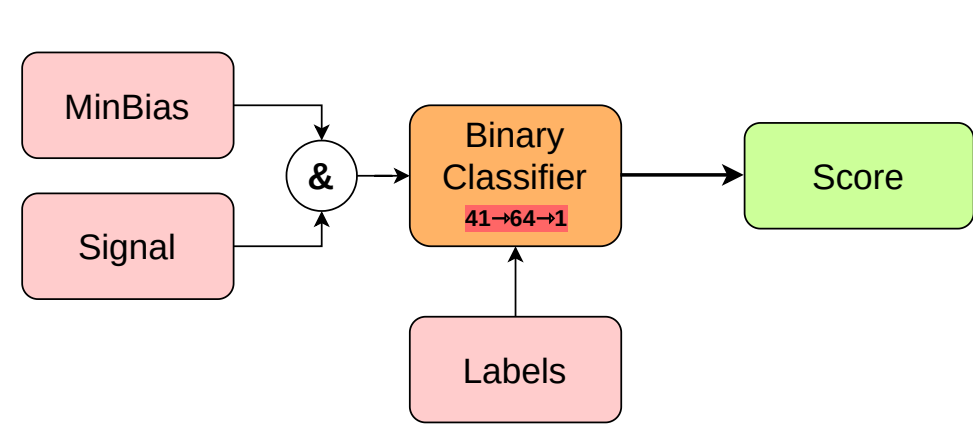 MinBias
Signal
&
Binary
Classifier
41→64→1
Score
Labels